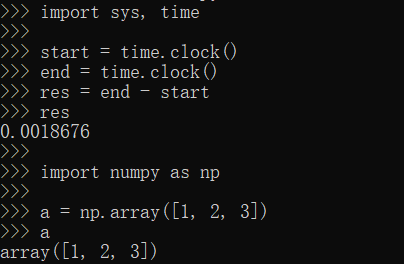 >>> import sys, time
>>>
>>> start = time.clock()
>>> end = time.clock()
>>> res = end - start
>>> res
0.0018676
>>>
>>> import numpy as np
>>>
>>> a = np.array([1, 2, 3])
>>> a
array([1, 2, 3])